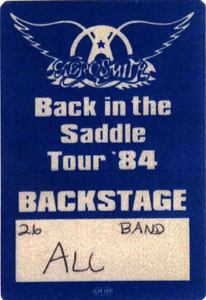 AEROSMITH
Back in the
Saddle
Tour '84
BACKSTAGE
26 BAND
ALL